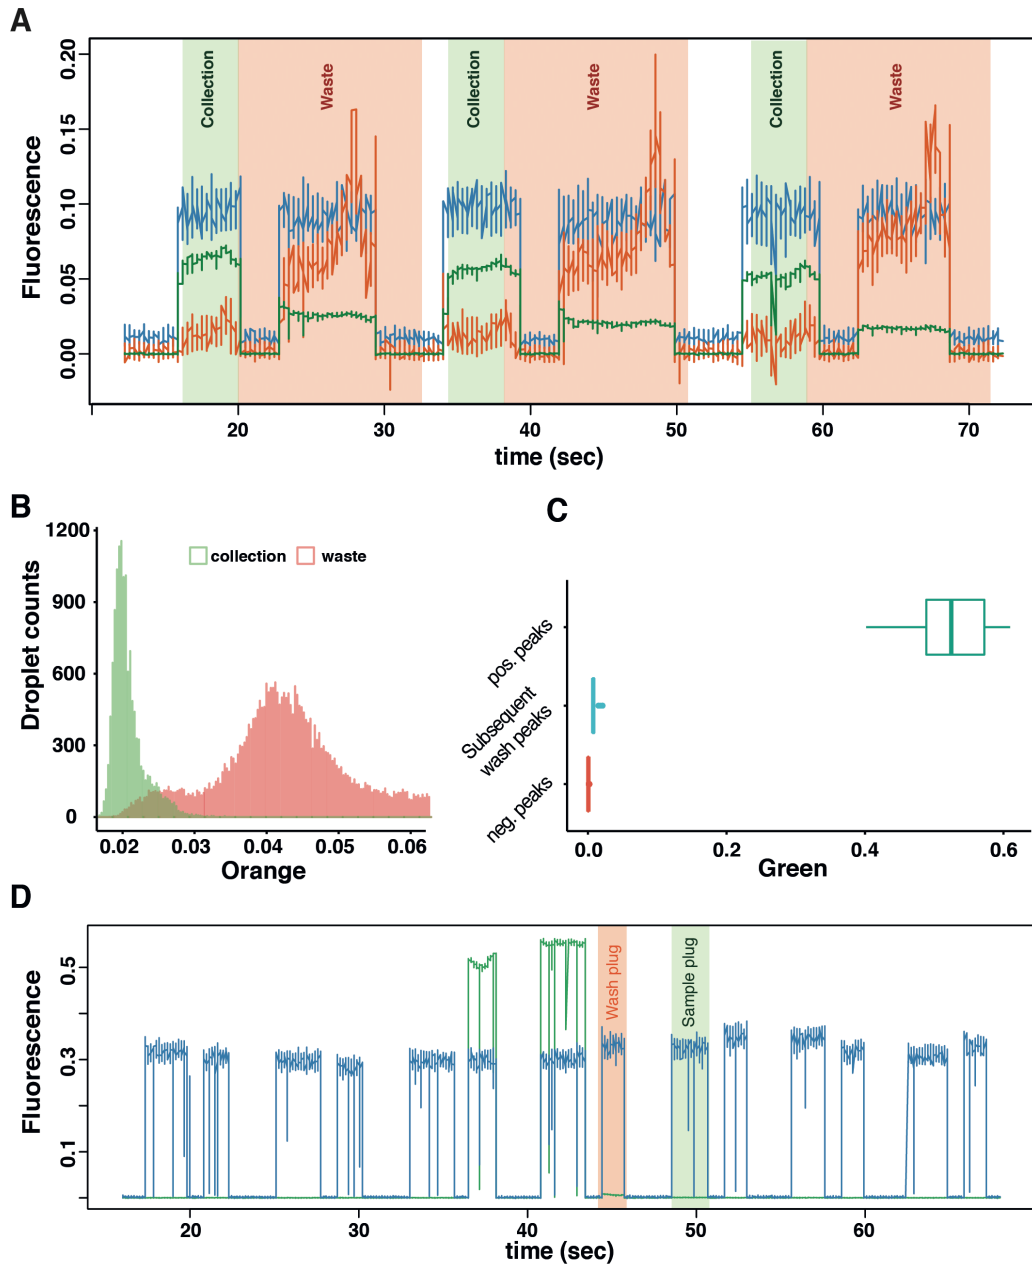 A
Fluorescence
0.20
0.15
0.10
0.05
0.00
Collection
Waste
Collection
Waste
Collection
Waste
20 30 40 50 60 70
time (sec)
B
Droplet counts
1200
900
600
300
0
collection waste
0.02 0.03 0.04 0.05 0.06
Orange
C
pos. peaks
Subsequent
wash peaks
neg. peaks
0.0 0.2 0.4 0.6
Green
D
Fluorescence
0.5
0.3
0.1
Wash plug
Sample plug
20 30 40 50 60
time (sec)